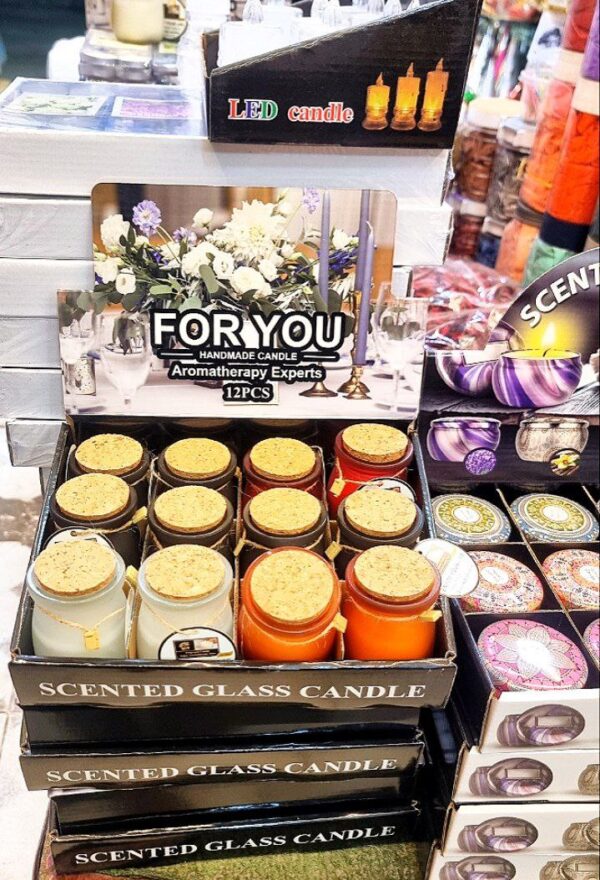 LED candle
FOR YOU
HANDMADE CANDLE
Aromatherapy Experts
12PCS
SCENT
SCENTED GLASS CANDLE
SCENTED GLASS CANDLE
SCENTED GLASS CANDLE